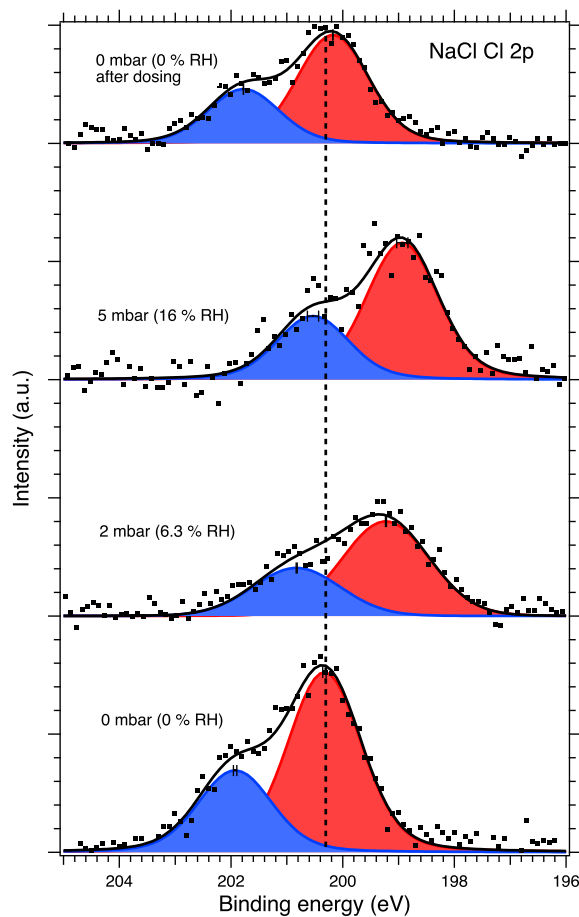 NaCl Cl 2p
0 mbar (0 % RH)
after dosing
5 mbar (16 % RH)
2 mbar (6.3 % RH)
0 mbar (0 % RH)
Intensity (a.u.)
204 202 200 198 196
Binding energy (eV)